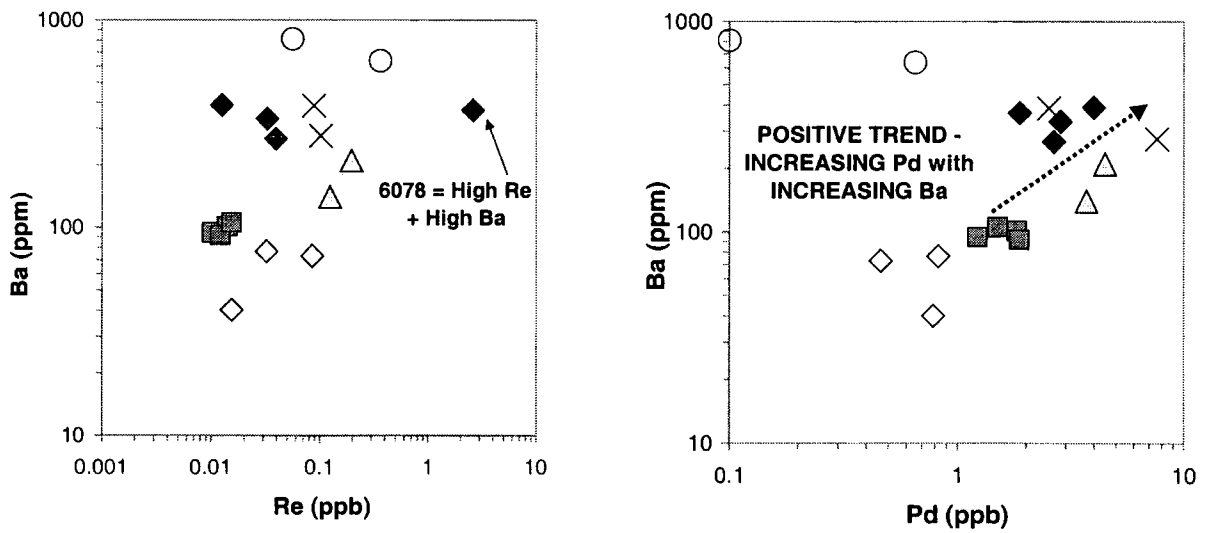 1000
100
10
Ba (ppm)
0.001 0.01 0.1 1 10
Re (ppb)
6078 = High Re
+ High Ba
1000
100
10
Ba (ppm)
0.1 1 10
Pd (ppb)
POSITIVE TREND -
INCREASING Pd with
INCREASING Ba